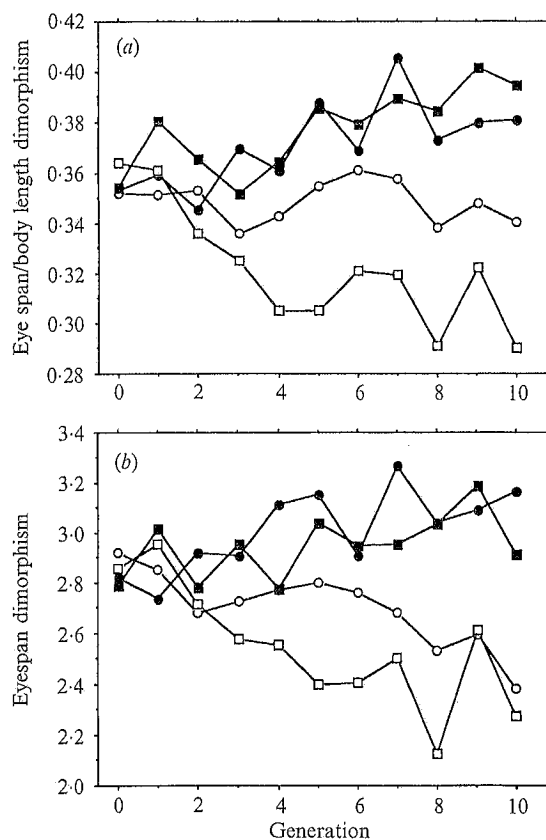 (a)
Eye span/body length dimorphism
0·42
0·40
0·38
0·36
0·34
0·32
0·30
0·28
0 2 4 6 8 10
(b)
Eyespan dimorphism
3·4
3·2
3·0
2·8
2·6
2·4
2·2
2·0
0 2 4 6 8 10
Generation